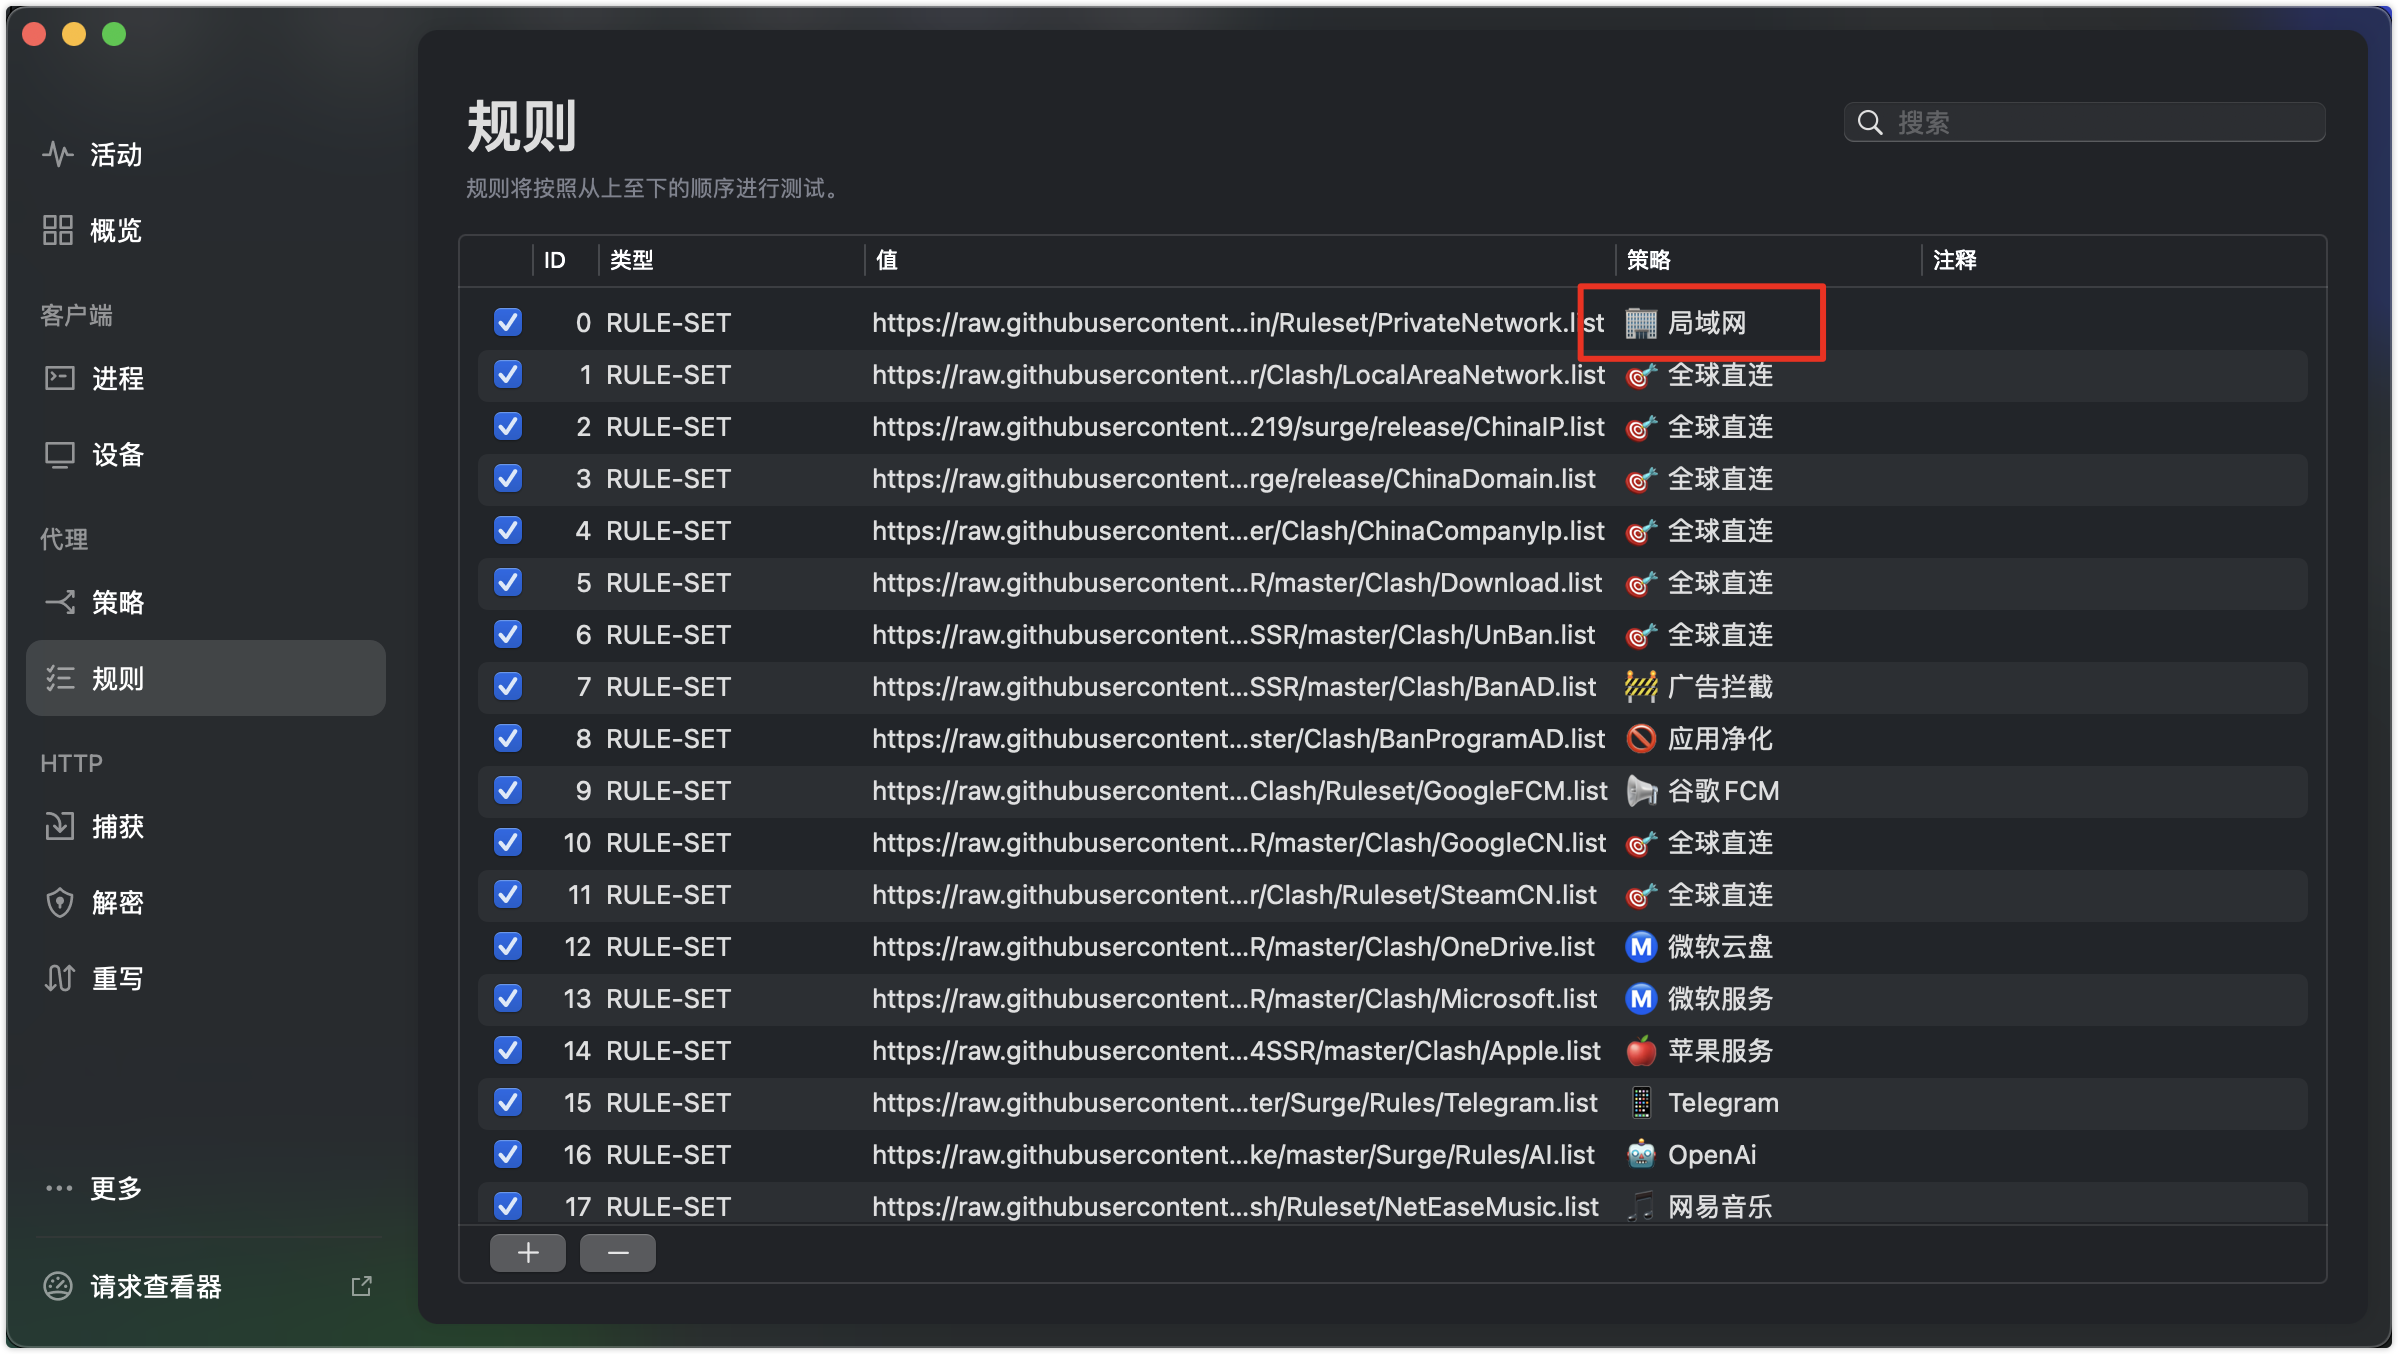 活动
概览
客户端
进程
设备
代理
策略
规则
HTTP
捕获
解密
重写
更多
请求查看器
规则
搜索
规则将按照从上至下的顺序进行测试。
ID 类型 值 策略 注释
0 RULE-SET https://raw.githubusercontent...in/Ruleset/PrivateNetwork.list 🏢 局域网
1 RULE-SET https://raw.githubusercontent...r/Clash/LocalAreaNetwork.list 🎯 全球直连
2 RULE-SET https://raw.githubusercontent...219/surge/release/ChinaIP.list 🎯 全球直连
3 RULE-SET https://raw.githubusercontent...rge/release/ChinaDomain.list 🎯 全球直连
4 RULE-SET https://raw.githubusercontent...er/Clash/ChinaCompanyIp.list 🎯 全球直连
5 RULE-SET https://raw.githubusercontent...R/master/Clash/Download.list 🎯 全球直连
6 RULE-SET https://raw.githubusercontent...SSR/master/Clash/UnBan.list 🎯 全球直连
7 RULE-SET https://raw.githubusercontent...SSR/master/Clash/BanAD.list 🚧 广告拦截
8 RULE-SET https://raw.githubusercontent...ster/Clash/BanProgramAD.list 🚫 应用净化
9 RULE-SET https://raw.githubusercontent...Clash/Ruleset/GoogleFCM.list 📢 谷歌FCM
10 RULE-SET https://raw.githubusercontent...R/master/Clash/GoogleCN.list 🎯 全球直连
11 RULE-SET https://raw.githubusercontent...r/Clash/Ruleset/SteamCN.list 🎯 全球直连
12 RULE-SET https://raw.githubusercontent...R/master/Clash/OneDrive.list Ⓜ️ 微软云盘
13 RULE-SET https://raw.githubusercontent...R/master/Clash/Microsoft.list Ⓜ️ 微软服务
14 RULE-SET https://raw.githubusercontent...4SSR/master/Clash/Apple.list 🍎 苹果服务
15 RULE-SET https://raw.githubusercontent...ter/Surge/Rules/Telegram.list 📱 Telegram
16 RULE-SET https://raw.githubusercontent...ke/master/Surge/Rules/AI.list 🤖 OpenAi
17 RULE-SET https://raw.githubusercontent...sh/Ruleset/NetEaseMusic.list 🎵 网易音乐